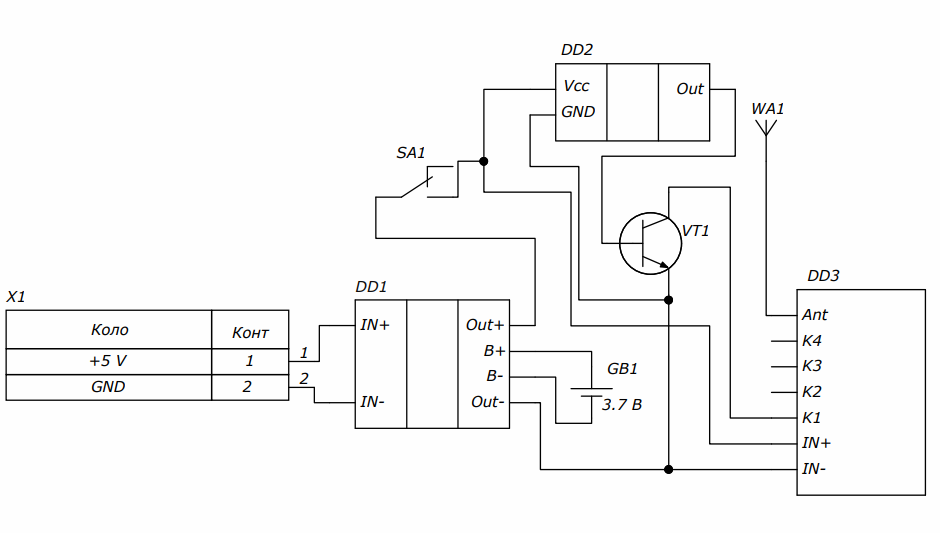 DD2
Vcc
Out
GND
WA1
SA1
VT1
DD3
X1
DD1
Коло
Конт
+5 V
1
1
GND
2
2
IN+
IN-
Out+
B+
B-
Out-
GB1
3.7 В
Ant
K4
K3
K2
K1
IN+
IN-